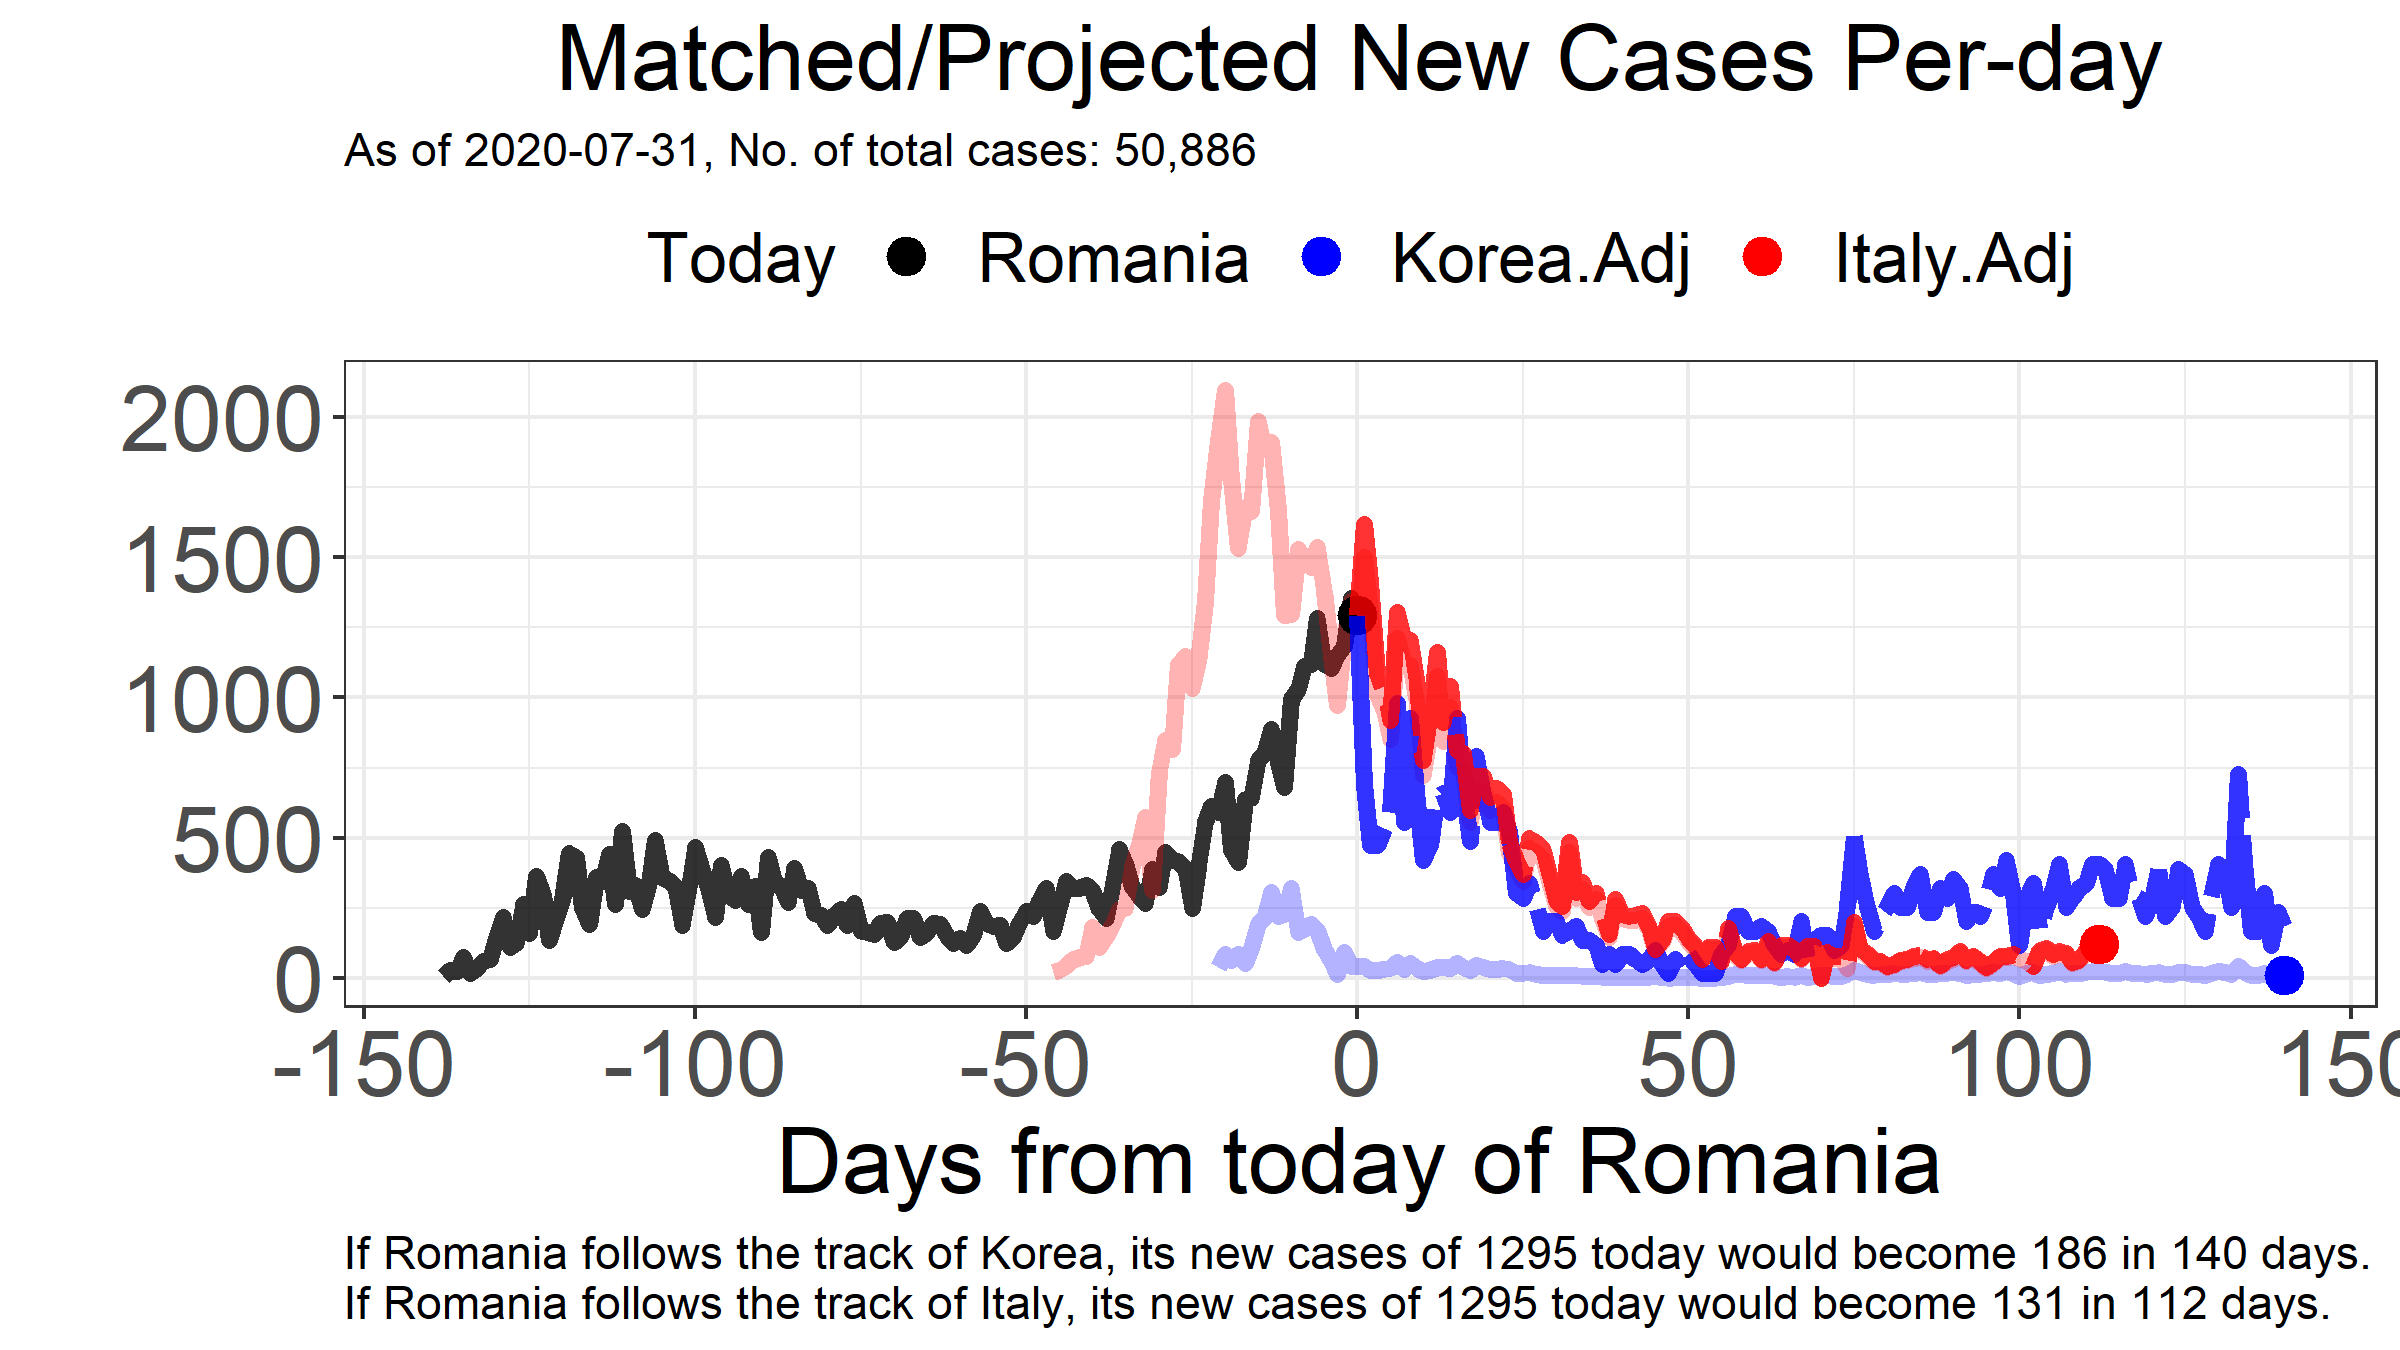 Matched/Projected New Cases Per-day
As of 2020-07-31, No. of total cases: 50,886
Today Romania Korea.Adj Italy.Adj
2000
1500
1000
500
0
-150 -100 -50 0 50 100 150
Days from today of Romania
If Romania follows the track of Korea, its new cases of 1295 today would become 186 in 140 days.
If Romania follows the track of Italy, its new cases of 1295 today would become 131 in 112 days.